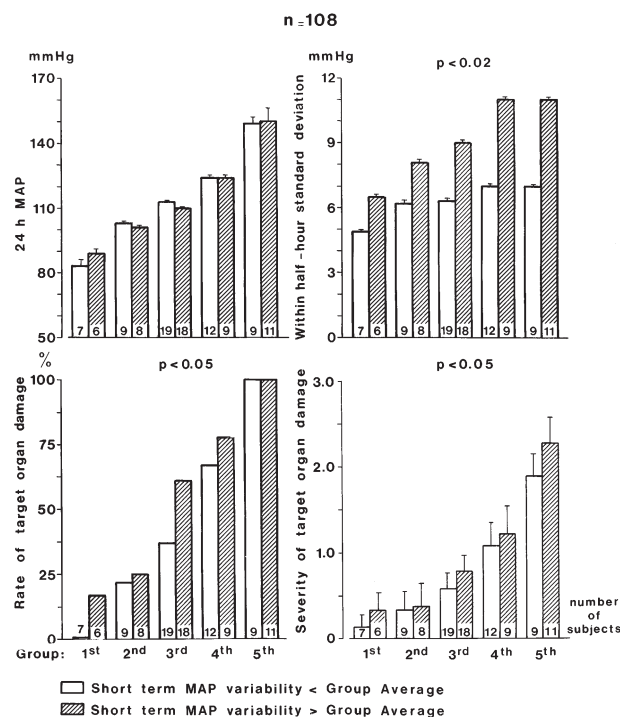 n=108
mmHg
24 h MAP
170
140
110
80
50
7 6 9 8 19 18 12 9 9 11
mmHg
p<0.02
Within half-hour standard deviation
12
9
6
3
0
7 6 9 8 19 18 12 9 9 11
%
p<0.05
Rate of target organ damage
100
75
50
25
0
7 6 9 8 19 18 12 9 9 11
Group: 1st 2nd 3rd 4th 5th
p<0.05
Severity of target organ damage
3.0
2.0
1.0
0
7 6 9 8 19 18 12 9 9 11
number
of
subjects
1st 2nd 3rd 4th 5th
Short term MAP variability < Group Average
Short term MAP variability > Group Average